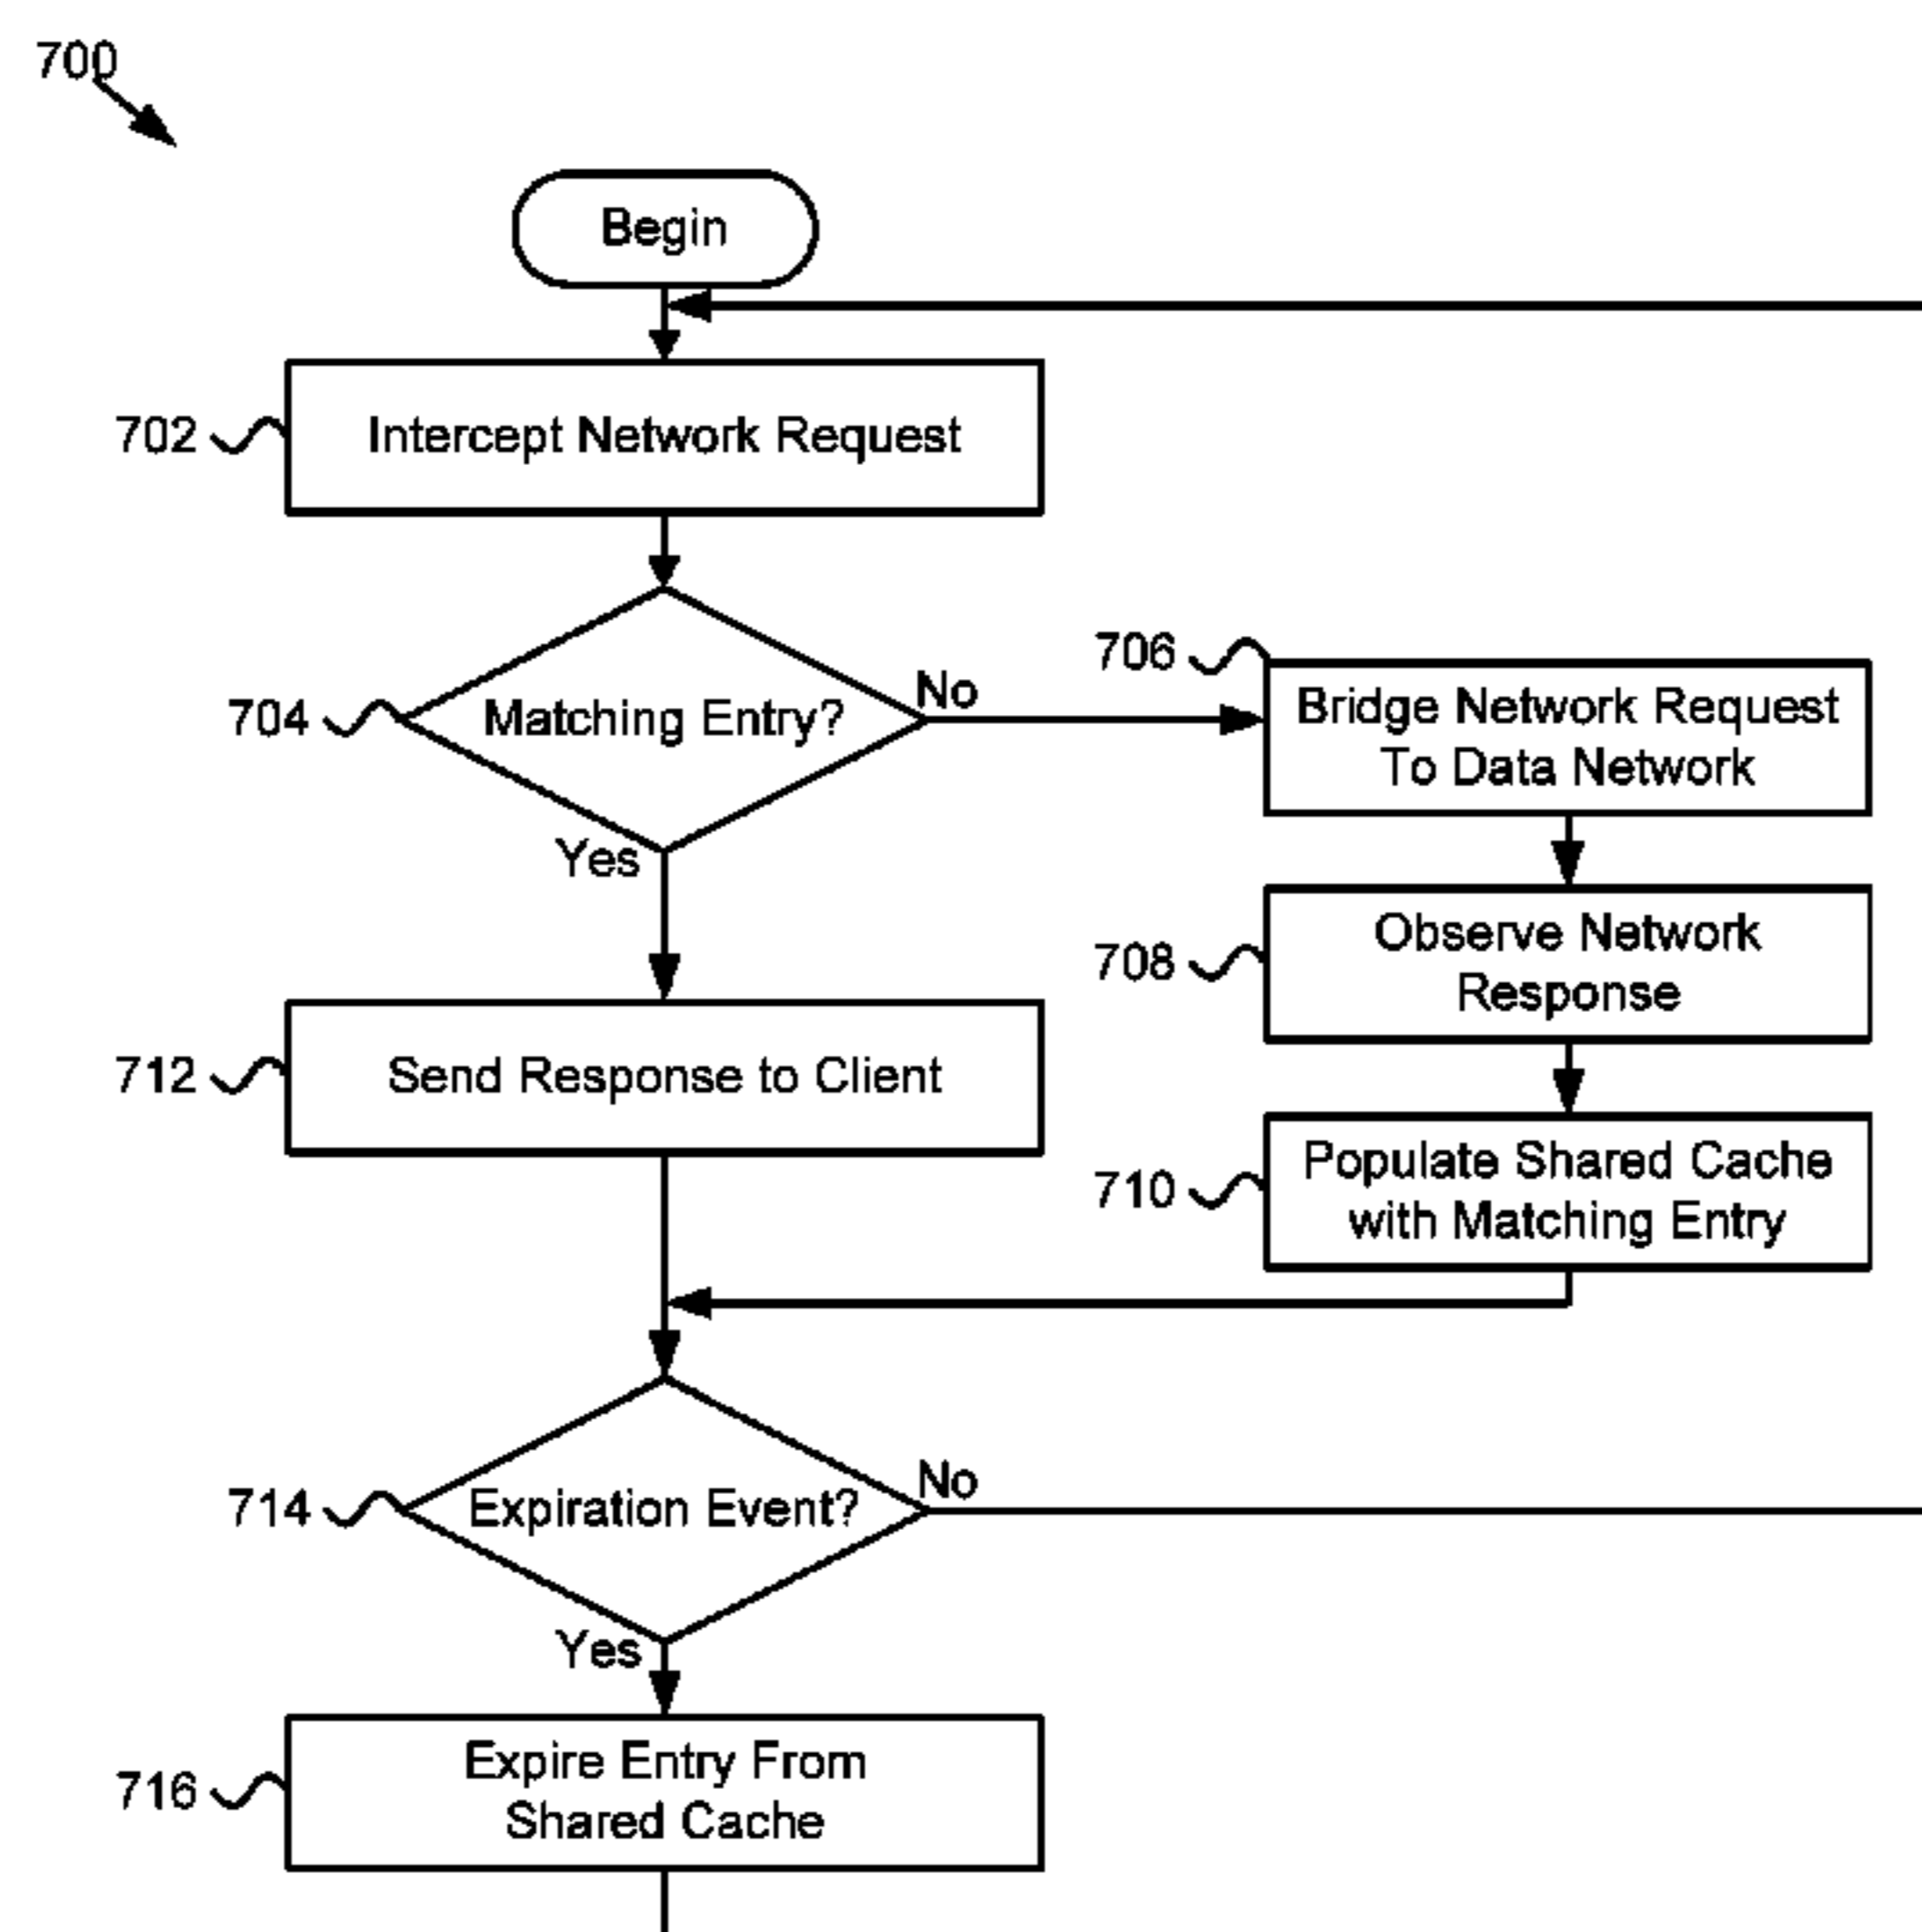 700
Begin
702
Intercept Network Request
704
Matching Entry?
No
Yes
706
Bridge Network Request
To Data Network
708
Observe Network
Response
710
Populate Shared Cache
with Matching Entry
712
Send Response to Client
714
Expiration Event?
No
Yes
716
Expire Entry From
Shared Cache